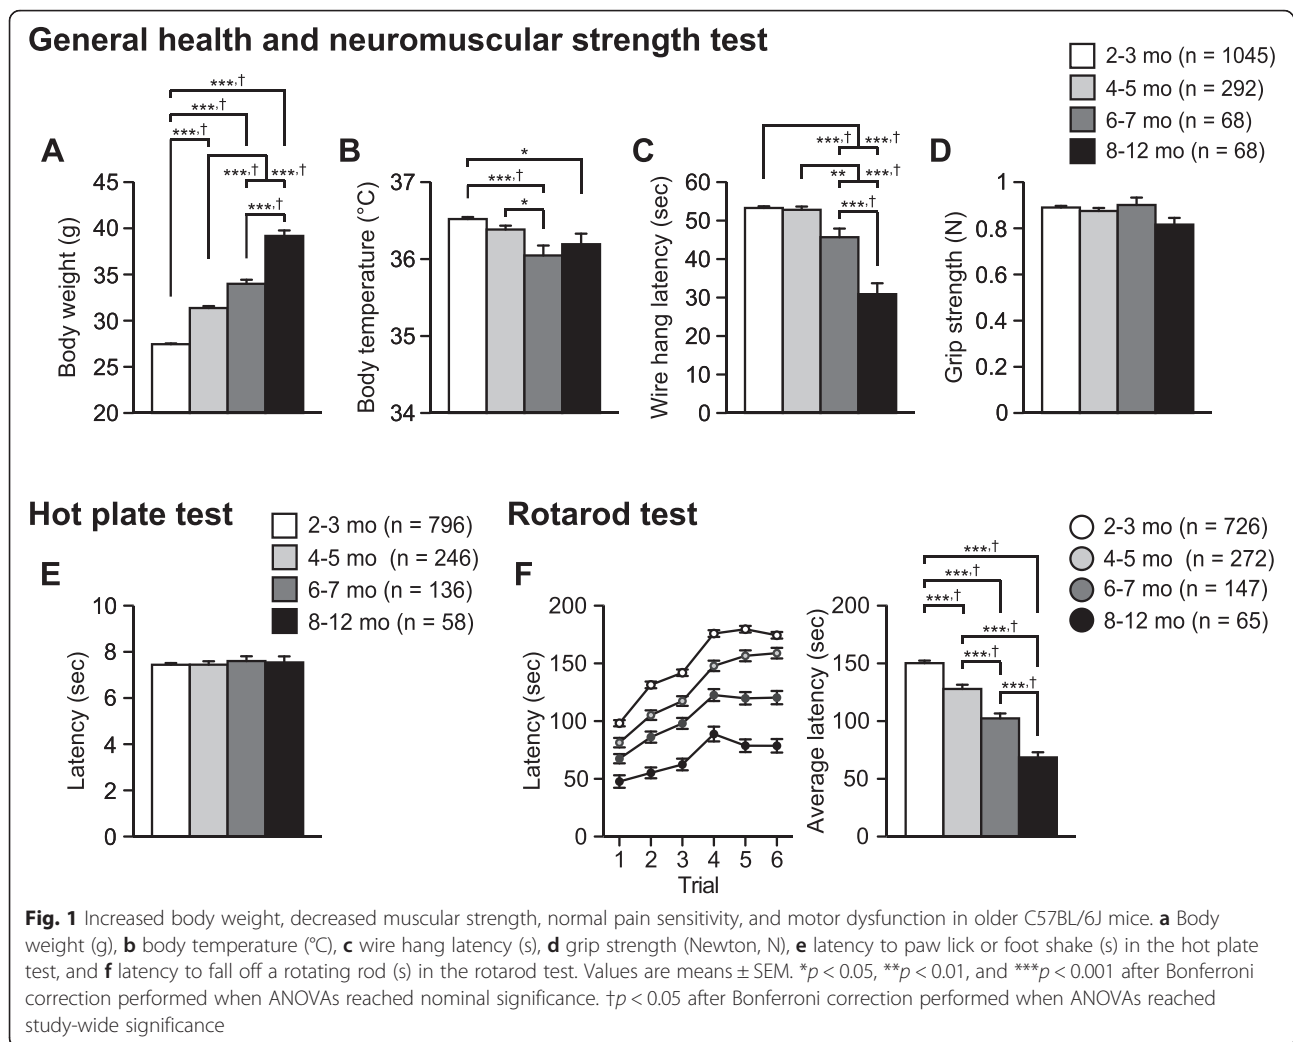 General health and neuromuscular strength test
2-3 mo (n = 1045)
4-5 mo (n = 292)
6-7 mo (n = 68)
8-12 mo (n = 68)
A
***,†
***,†
***,†
***,† ***,†
***,†
45
40
35
30
25
20
Body weight (g)
B
*
***,†
*
37
36
35
34
Body temperature (°C)
C
***,† ***,†
** ***,†
***,†
60
50
40
30
20
10
0
Wire hang latency (sec)
D
1
0.8
0.6
0.4
0.2
0
Grip strength (N)
Hot plate test
2-3 mo (n = 796)
4-5 mo (n = 246)
6-7 mo (n = 136)
8-12 mo (n = 58)
E
10
8
6
4
2
0
Latency (sec)
Rotarod test
2-3 mo (n = 726)
4-5 mo (n = 272)
6-7 mo (n = 147)
8-12 mo (n = 65)
F
200
150
100
50
0
Latency (sec)
1 2 3 4 5 6
Trial
***,†
***,†
***,†
***,†
***,†
***,†
200
150
100
50
0
Average latency (sec)
Fig. 1 Increased body weight, decreased muscular strength, normal pain sensitivity, and motor dysfunction in older C57BL/6J mice. a Body
weight (g), b body temperature (°C), c wire hang latency (s), d grip strength (Newton, N), e latency to paw lick or foot shake (s) in the hot plate
test, and f latency to fall off a rotating rod (s) in the rotarod test. Values are means ± SEM. *p < 0.05, **p < 0.01, and ***p < 0.001 after Bonferroni
correction performed when ANOVAs reached nominal significance. †p < 0.05 after Bonferroni correction performed when ANOVAs reached
study-wide significance